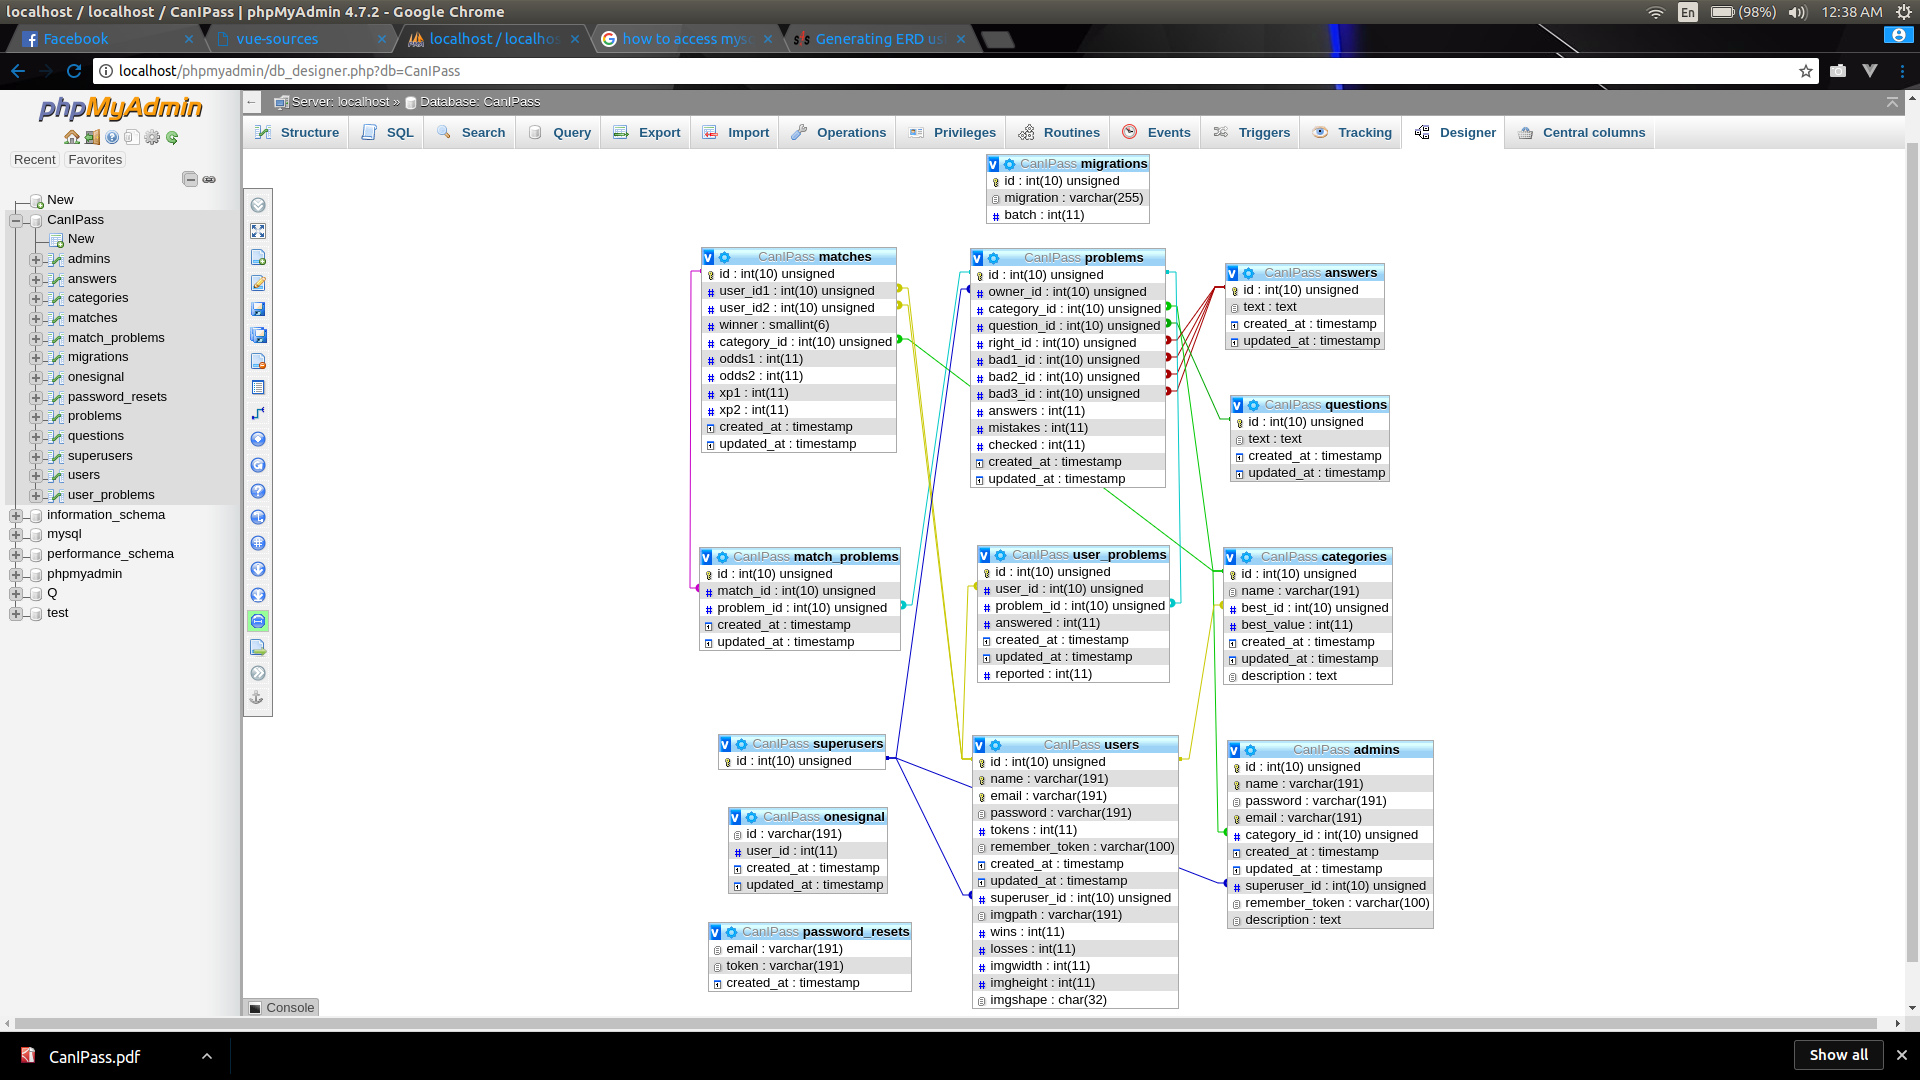 localhost / localhost / CanIPass | phpMyAdmin 4.7.2 - Google Chrome
En
(98%)
12:38 AM
Facebook
vue-sources
localhost / localho
how to access mys
Generating ERD us
localhost/phpmyadmin/db_designer.php?db=CanIPass
phpMyAdmin
Recent
Favorites
New
CanIPass
New
admins
answers
categories
matches
match_problems
migrations
onesignal
password_resets
problems
questions
superusers
users
user_problems
information_schema
mysql
performance_schema
phpmyadmin
Q
test
Server: localhost »
Database: CanIPass
Structure
SQL
Search
Query
Export
Import
Operations
Privileges
Routines
Events
Triggers
Tracking
Designer
Central columns
CanIPass migrations
id : int(10) unsigned
migration : varchar(255)
batch : int(11)
CanIPass matches
id : int(10) unsigned
user_id1 : int(10) unsigned
user_id2 : int(10) unsigned
winner : smallint(6)
category_id : int(10) unsigned
odds1 : int(11)
odds2 : int(11)
xp1 : int(11)
xp2 : int(11)
created_at : timestamp
updated_at : timestamp
CanIPass problems
id : int(10) unsigned
owner_id : int(10) unsigned
category_id : int(10) unsigned
question_id : int(10) unsigned
right_id : int(10) unsigned
bad1_id : int(10) unsigned
bad2_id : int(10) unsigned
bad3_id : int(10) unsigned
answers : int(11)
mistakes : int(11)
checked : int(11)
created_at : timestamp
updated_at : timestamp
CanIPass answers
id : int(10) unsigned
text : text
created_at : timestamp
updated_at : timestamp
CanIPass questions
id : int(10) unsigned
text : text
created_at : timestamp
updated_at : timestamp
CanIPass match_problems
id : int(10) unsigned
match_id : int(10) unsigned
problem_id : int(10) unsigned
created_at : timestamp
updated_at : timestamp
CanIPass user_problems
id : int(10) unsigned
user_id : int(10) unsigned
problem_id : int(10) unsigned
answered : int(11)
created_at : timestamp
updated_at : timestamp
reported : int(11)
CanIPass categories
id : int(10) unsigned
name : varchar(191)
best_id : int(10) unsigned
best_value : int(11)
created_at : timestamp
updated_at : timestamp
description : text
CanIPass superusers
id : int(10) unsigned
CanIPass onesignal
id : varchar(191)
user_id : int(11)
created_at : timestamp
updated_at : timestamp
CanIPass password_resets
email : varchar(191)
token : varchar(191)
created_at : timestamp
CanIPass users
id : int(10) unsigned
name : varchar(191)
email : varchar(191)
password : varchar(191)
tokens : int(11)
remember_token : varchar(100)
created_at : timestamp
updated_at : timestamp
superuser_id : int(10) unsigned
imgpath : varchar(191)
wins : int(11)
losses : int(11)
imgwidth : int(11)
imgheight : int(11)
imgshape : char(32)
CanIPass admins
id : int(10) unsigned
name : varchar(191)
password : varchar(191)
email : varchar(191)
category_id : int(10) unsigned
created_at : timestamp
updated_at : timestamp
superuser_id : int(10) unsigned
remember_token : varchar(100)
description : text
Console
CanIPass.pdf
Show all